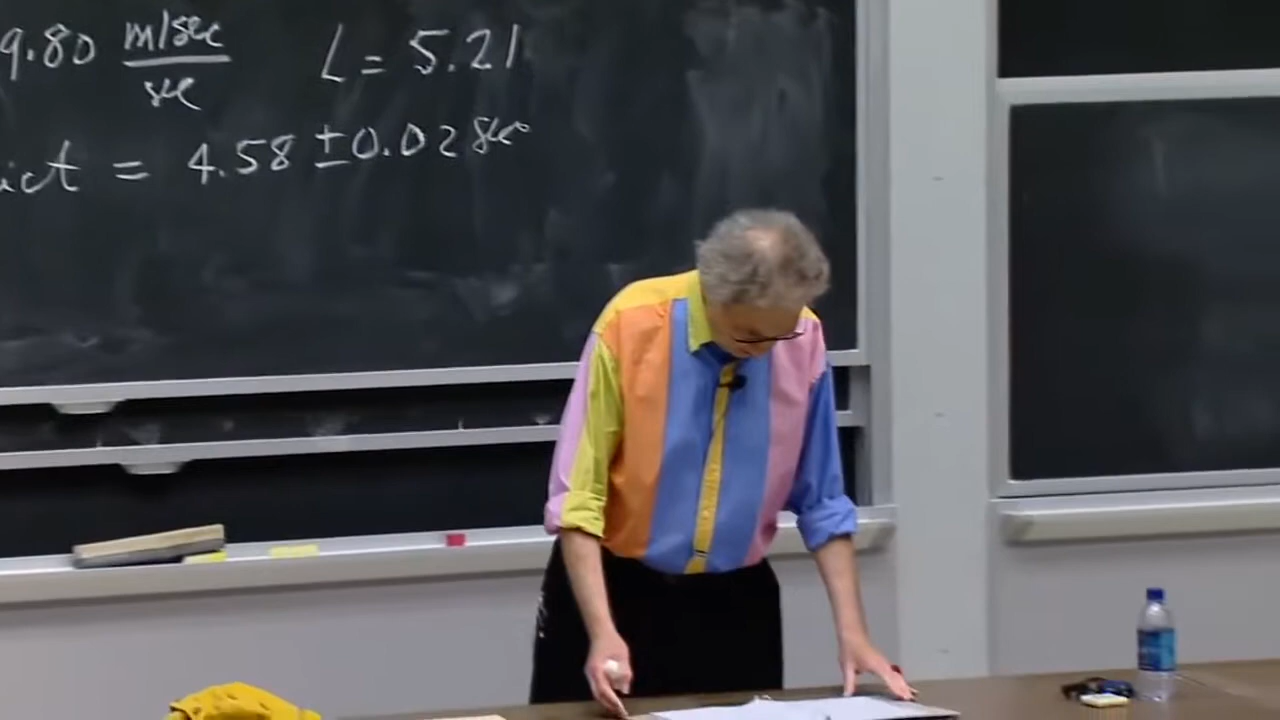 9.80 m/sec L = 5.21
sec
ict = 4.58 ±0.02 sec